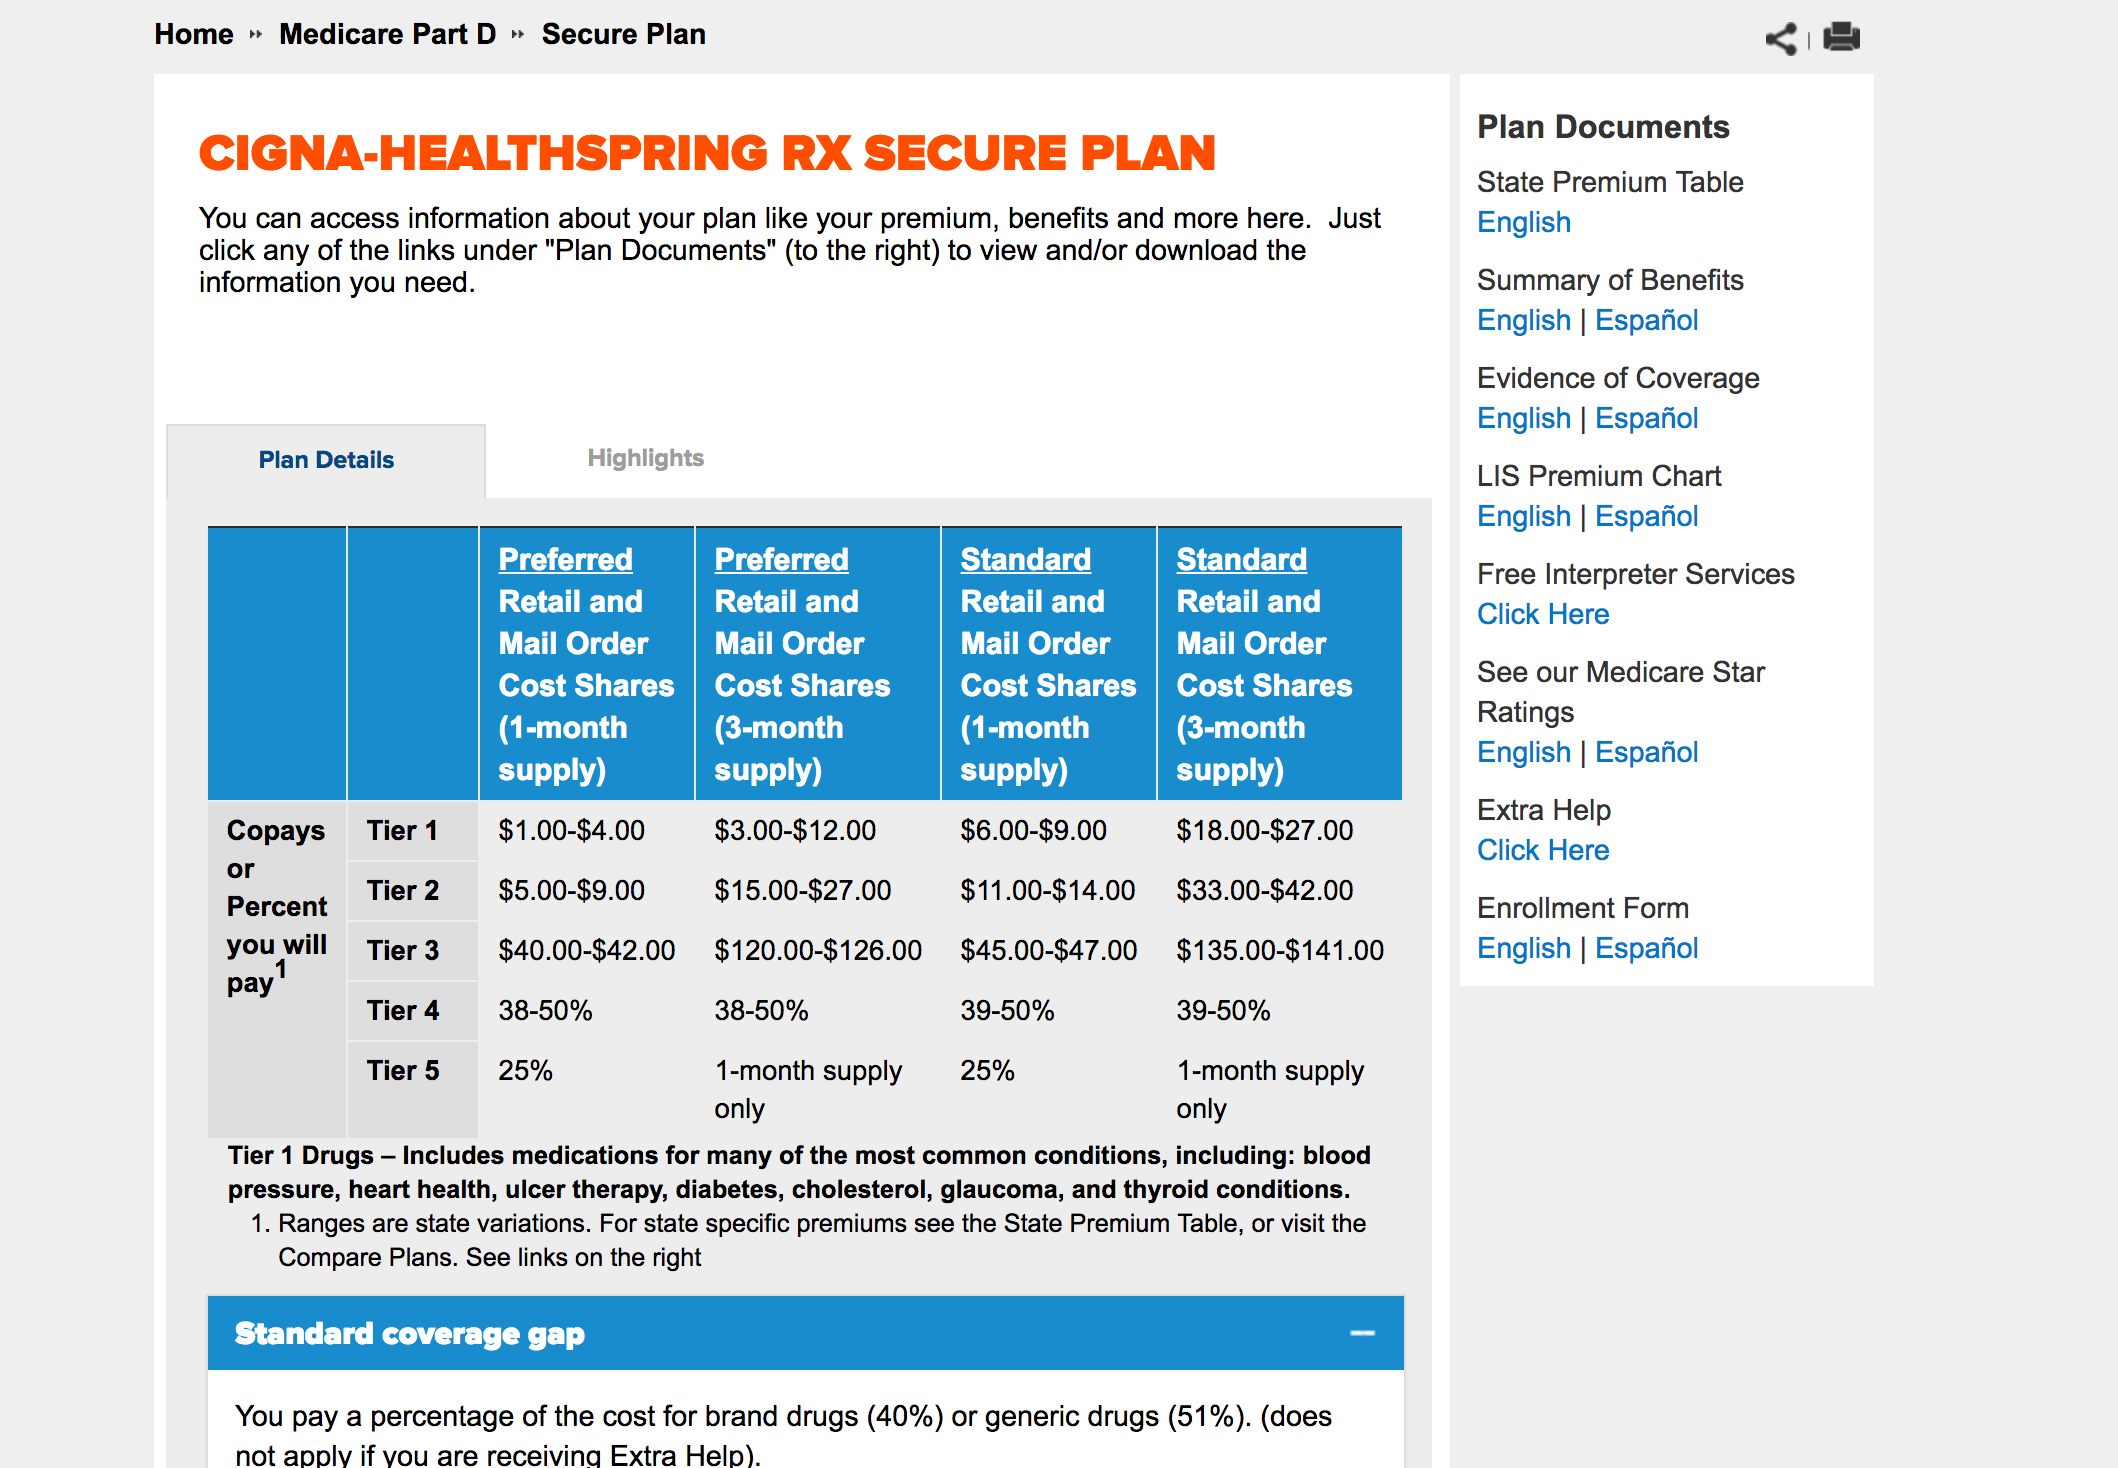 Home » Medicare Part D » Secure Plan
CIGNA-HEALTHSPRING RX SECURE PLAN
You can access information about your plan like your premium, benefits and more here.  Just
click any of the links under "Plan Documents" (to the right) to view and/or download the
information you need.
Plan Details
Highlights
Preferred
Retail and
Mail Order
Cost Shares
(1-month
supply)
Preferred
Retail and
Mail Order
Cost Shares
(3-month
supply)
Standard
Retail and
Mail Order
Cost Shares
(1-month
supply)
Standard
Retail and
Mail Order
Cost Shares
(3-month
supply)
Copays
or
Percent
you will
pay1
Tier 1 $1.00-$4.00 $3.00-$12.00 $6.00-$9.00 $18.00-$27.00
Tier 2 $5.00-$9.00 $15.00-$27.00 $11.00-$14.00 $33.00-$42.00
Tier 3 $40.00-$42.00 $120.00-$126.00 $45.00-$47.00 $135.00-$141.00
Tier 4 38-50% 38-50% 39-50% 39-50%
Tier 5 25% 1-month supply only 25% 1-month supply only
Tier 1 Drugs – Includes medications for many of the most common conditions, including: blood
pressure, heart health, ulcer therapy, diabetes, cholesterol, glaucoma, and thyroid conditions.
1. Ranges are state variations. For state specific premiums see the State Premium Table, or visit the
Compare Plans. See links on the right
Standard coverage gap
You pay a percentage of the cost for brand drugs (40%) or generic drugs (51%). (does
not apply if you are receiving Extra Help).
Plan Documents
State Premium Table
English
Summary of Benefits
English | Español
Evidence of Coverage
English | Español
LIS Premium Chart
English | Español
Free Interpreter Services
Click Here
See our Medicare Star
Ratings
English | Español
Extra Help
Click Here
Enrollment Form
English | Español